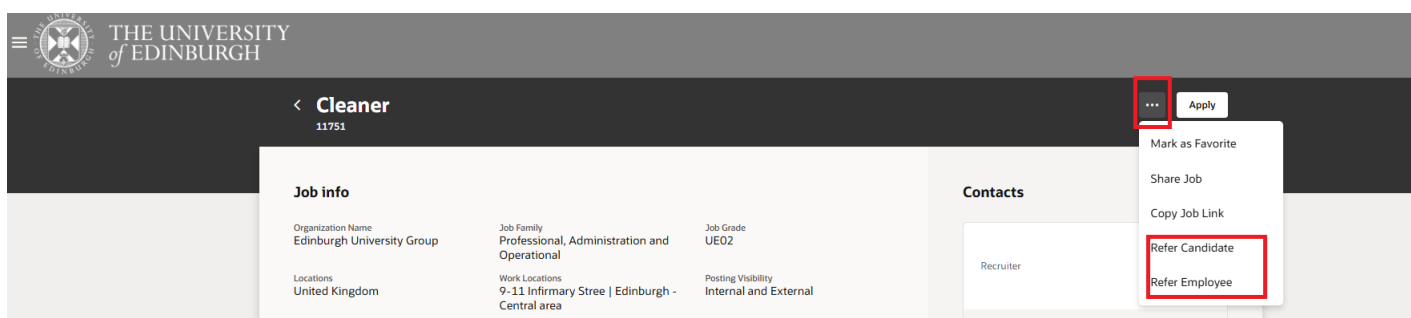 THE UNIVERSITY
of EDINBURGH
Cleaner
11751
...
Apply
Mark as Favorite
Share Job
Copy Job Link
Refer Candidate
Refer Employee
Job info
Organization Name
Edinburgh University Group
Job Family
Professional, Administration and
Operational
Job Grade
UE02
Locations
United Kingdom
Work Locations
9-11 Infirmary Stree | Edinburgh -
Central area
Posting Visibility
Internal and External
Contacts
Recruiter